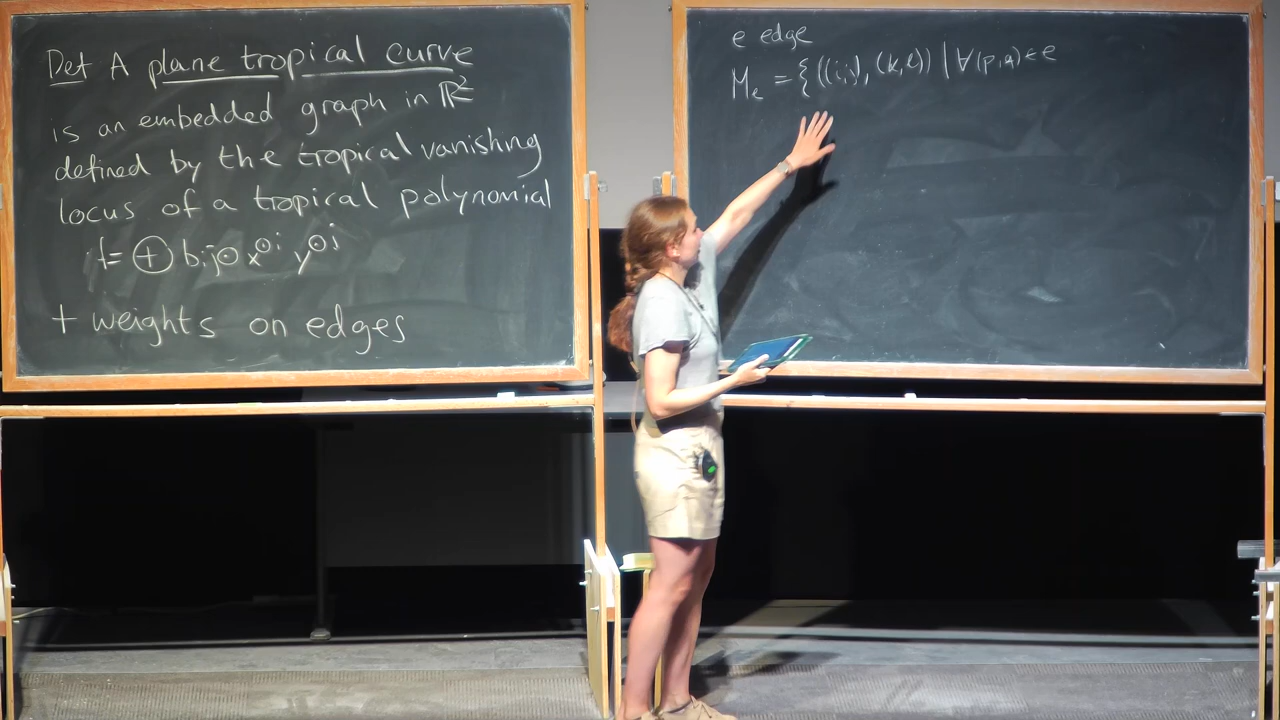 Def A plane tropical curve
is an embedded graph in ℝ²
defined by the tropical vanishing
locus of a tropical polynomial
f = ⊕ bij ⊙ x^⊙i y^⊙j
+ weights on edges
e edge
M_e = {((i,j), (k,l)) | ∀(p,q) ∈ e